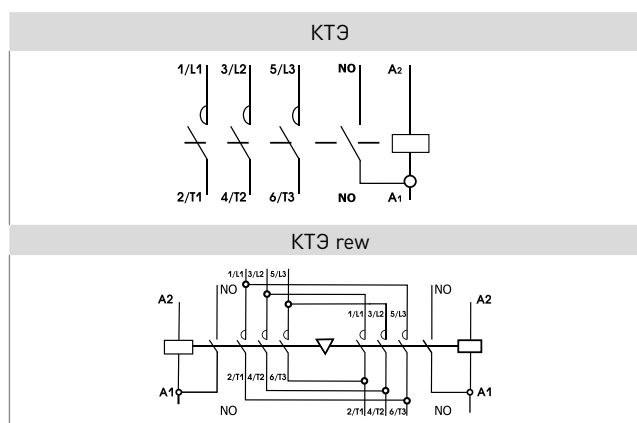 КТЭ
1/L1 3/L2 5/L3 NO A2
2/T1 4/T2 6/T3 NO A1
КТЭ rew
1/L1 3/L2 5/L3
NO NO
A2 A2
1/L1 3/L2 5/L3
2/T1 4/T2 6/T3
A1 A1
NO 2/T1 4/T2 6/T3 NO